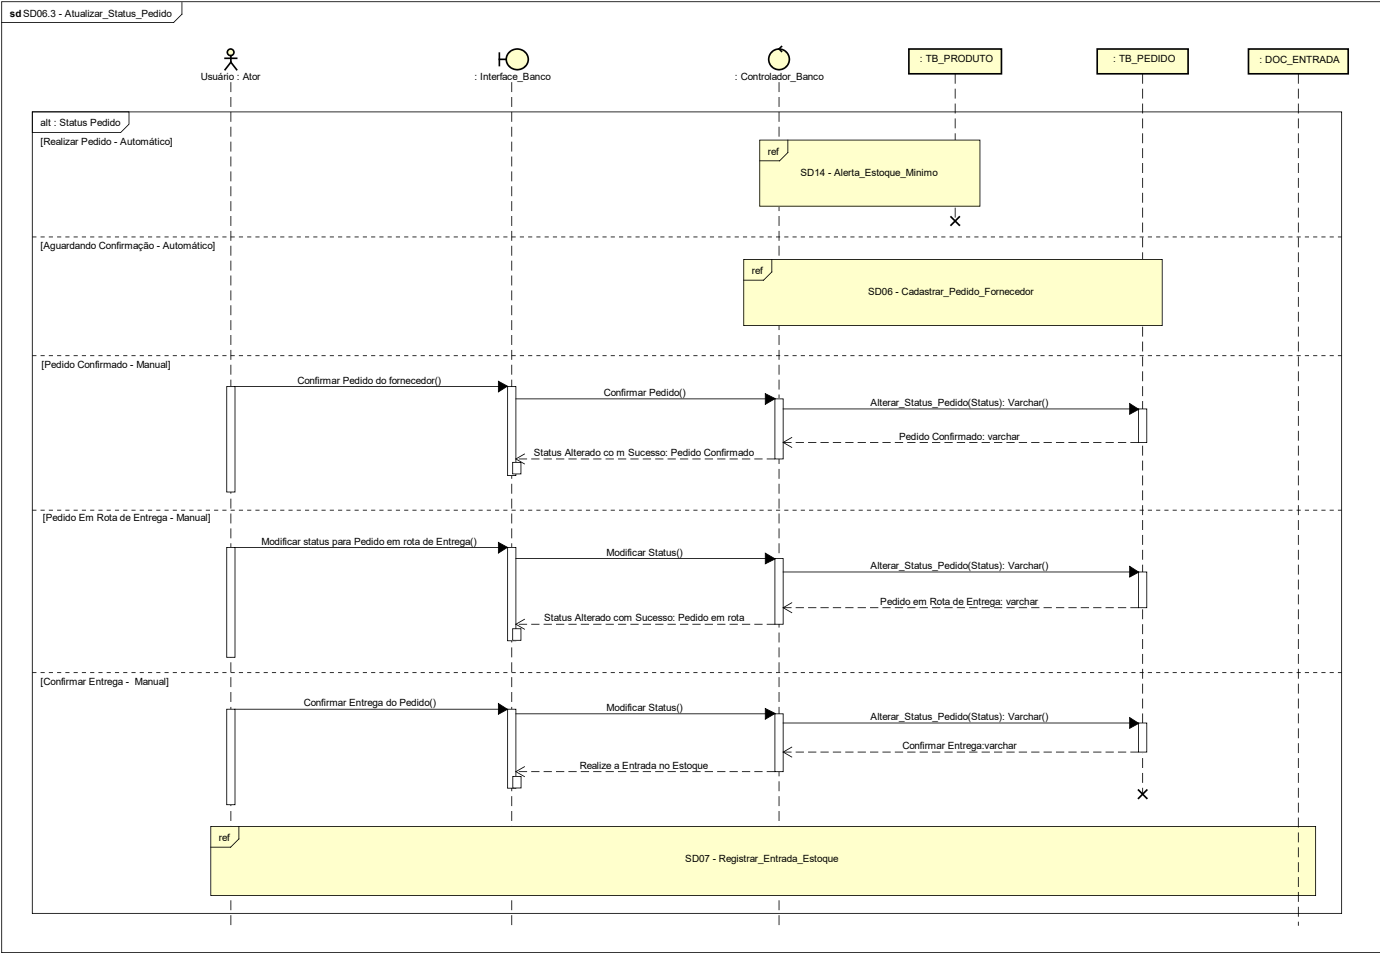 sd SD06.3 - Atualizar_Status_Pedido
Usuário : Ator
: Interface_Banco
: Controlador_Banco
: TB_PRODUTO
: TB_PEDIDO
: DOC_ENTRADA
alt : Status Pedido
[Realizar Pedido - Automático]
ref
SD14 - Alerta_Estoque_Minimo
[Aguardando Confirmação - Automático]
ref
SD06 - Cadastrar_Pedido_Fornecedor
[Pedido Confirmado - Manual]
Confirmar Pedido do fornecedor()
Confirmar Pedido()
Alterar_Status_Pedido(Status): Varchar()
Pedido Confirmado: varchar
Status Alterado co m Sucesso: Pedido Confirmado
[Pedido Em Rota de Entrega - Manual]
Modificar status para Pedido em rota de Entrega()
Modificar Status()
Alterar_Status_Pedido(Status): Varchar()
Pedido em Rota de Entrega: varchar
Status Alterado com Sucesso: Pedido em rota
[Confirmar Entrega -  Manual]
Confirmar Entrega do Pedido()
Modificar Status()
Alterar_Status_Pedido(Status): Varchar()
Confirmar Entrega:varchar
Realize a Entrada no Estoque
ref
SD07 - Registrar_Entrada_Estoque